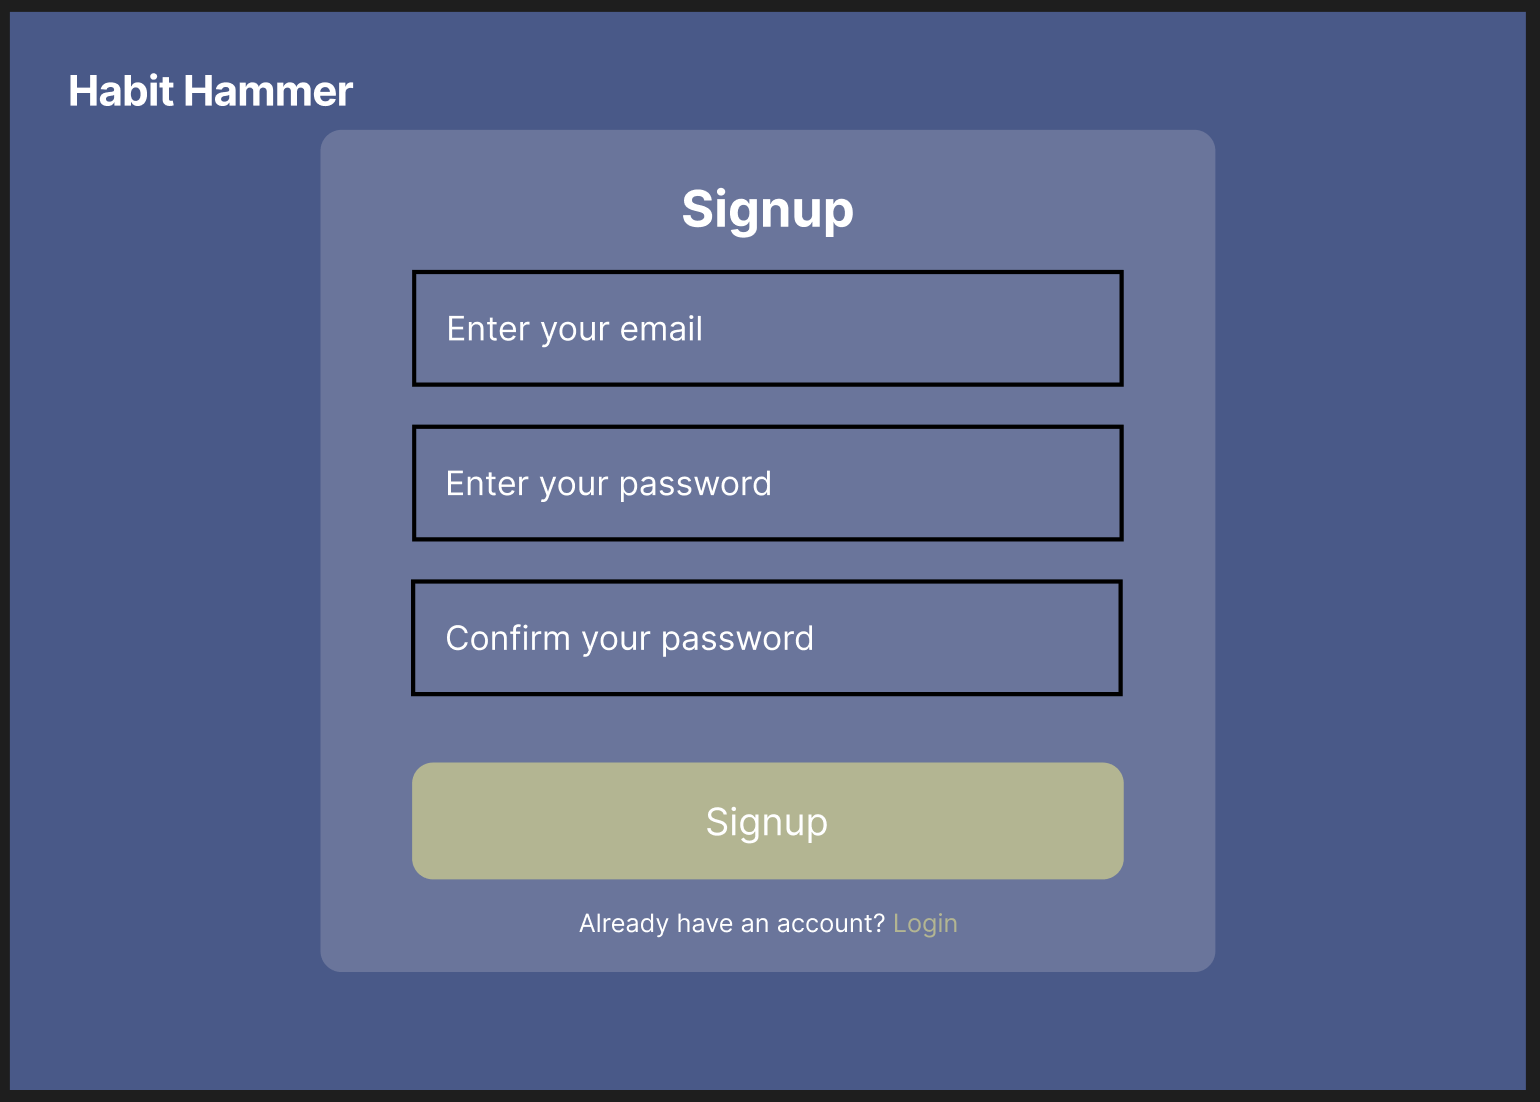 Habit Hammer
Signup
Enter your email
Enter your password
Confirm your password
Signup
Already have an account? Login